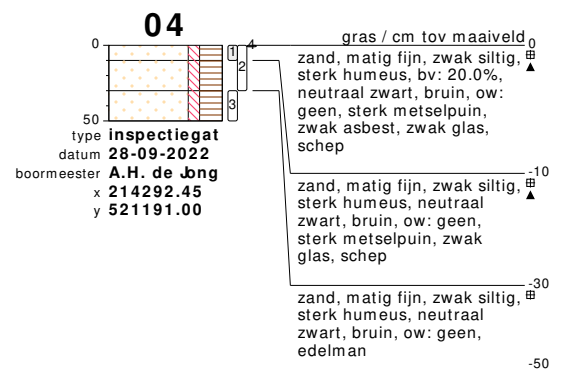 04
gras / cm tov maaiveld
0
0
1
4
2
3
50
zand, matig fijn, zwak siltig,
sterk humeus, bv: 20.0%,
neutraal zwart, bruin, ow:
geen, sterk metselpuin,
zwak asbest, zwak glas,
schep
type inspectiegat
datum 28-09-2022
boormeester A.H. de Jong
x 214292.45
y 521191.00
-10
zand, matig fijn, zwak siltig,
sterk humeus, neutraal
zwart, bruin, ow: geen,
sterk metselpuin, zwak
glas, schep
-30
zand, matig fijn, zwak siltig,
sterk humeus, neutraal
zwart, bruin, ow: geen,
edelman
-50